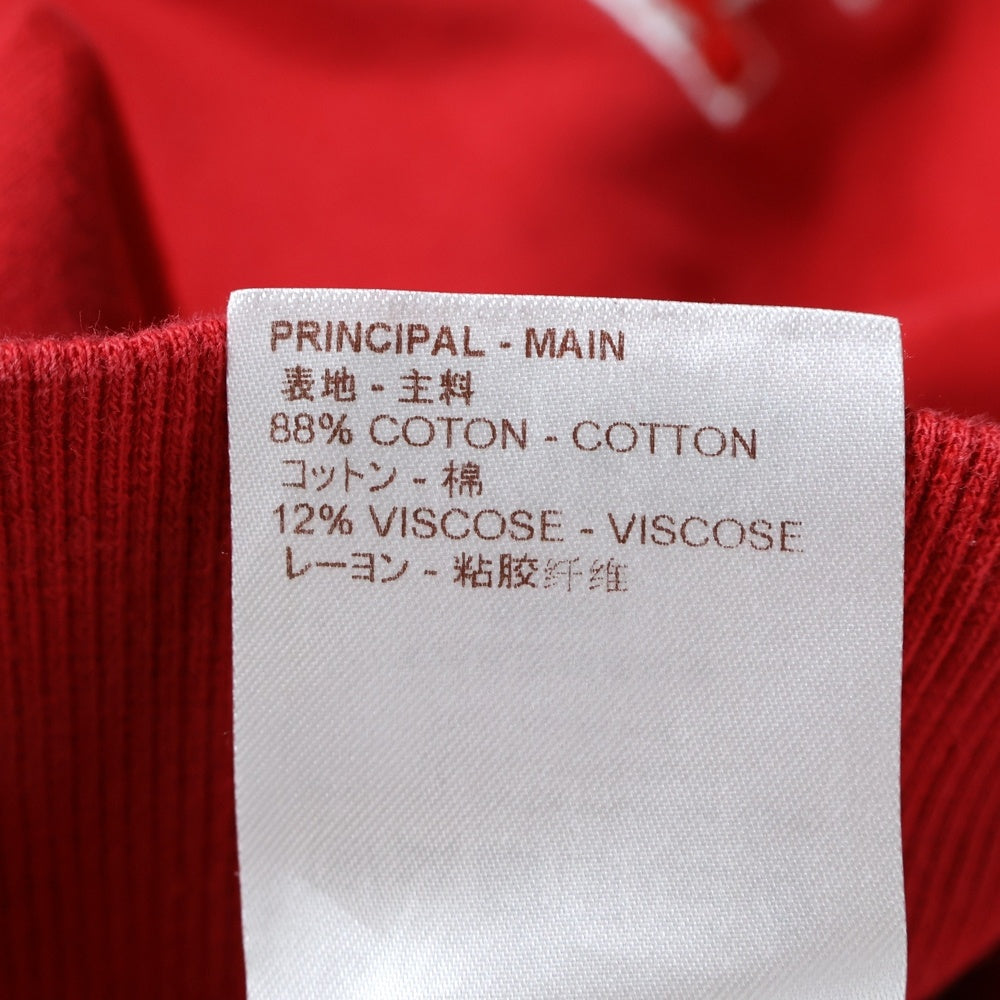 PRINCIPAL - MAIN
表地 - 主料
88% COTON - COTTON
コットン - 棉
12% VISCOSE - VISCOSE
レーヨン - 粘胶纤维